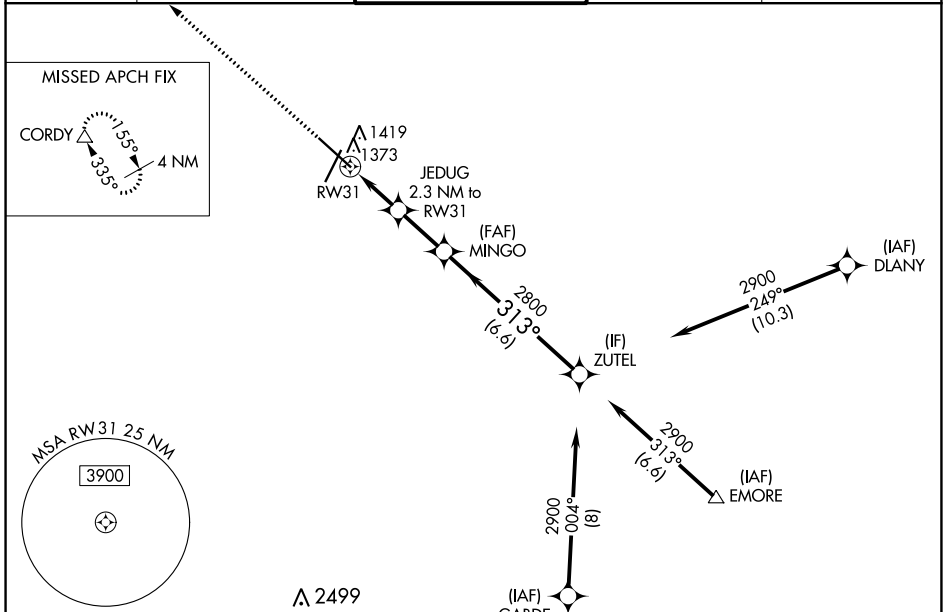 MISSED APCH FIX
CORDY
155°
335°
4 NM
1419
1373
RW31
JEDUG
2.3 NM to
RW31
(FAF)
MINGO
2800
313°
(6.6)
(IAF)
DLANY
2900
249°
(10.3)
(IF)
ZUTEL
2900
313°
(6.6)
(IAF)
EMORE
2900
004°
(8)
(IAF)
MSA RW31 25 NM
3900
2499